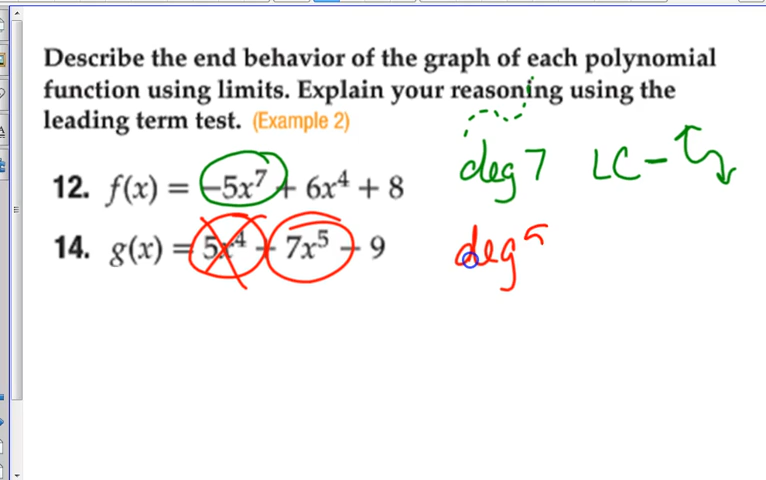 Describe the end behavior of the graph of each polynomial
function using limits. Explain your reasoning using the
leading term test. (Example 2)
12. f(x) = −5x⁷ + 6x⁴ + 8 deg 7 LC −
14. g(x) = 5x⁴ + 7x⁵ − 9 deg 5